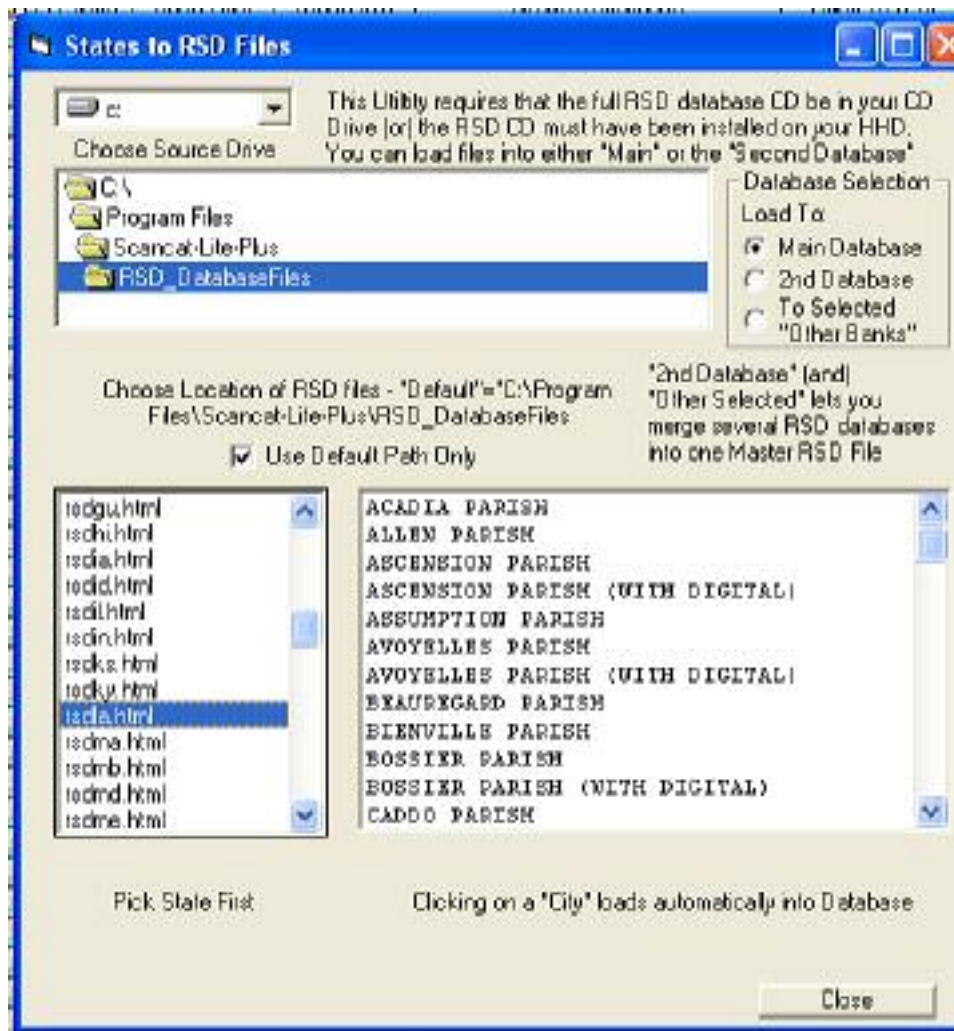 States to RSD Files
c:
Choose Source Drive
This Utility requires that the full RSD database CD be in your CD
Drive [or] the RSD CD must have been installed on your HHD.
You can load files into either "Main" or the "Second Database"
C:\
Program Files
Scancat-Lite-Plus
RSD_DatabaseFiles
Database Selection
Load To:
Main Database
2nd Database
To Selected
"Other Banks"
Choose Location of RSD files - "Default"="C:\Program
Files\Scancat-Lite-Plus\RSD_DatabaseFiles
Use Default Path Only
"2nd Database" [and]
"Other Selected" lets you
merge several RSD databases
into one Master RSD File
rsdgu.html
rsdhi.html
rsdia.html
rsdid.html
rsdil.html
rsdin.html
rsdks.html
rsdky.html
rsdla.html
rsdma.html
rsdmb.html
rsdmd.html
rsdme.html
ACADIA PARISH
ALLEN PARISH
ASCENSION PARISH
ASCENSION PARISH (WITH DIGITAL)
ASSUMPTION PARISH
AVOYELLES PARISH
AVOYELLES PARISH (WITH DIGITAL)
BEAUREGARD PARISH
BIENVILLE PARISH
BOSSIER PARISH
BOSSIER PARISH (WITH DIGITAL)
CADDO PARISH
Pick State First
Clicking on a "City" loads automatically into Database
Close